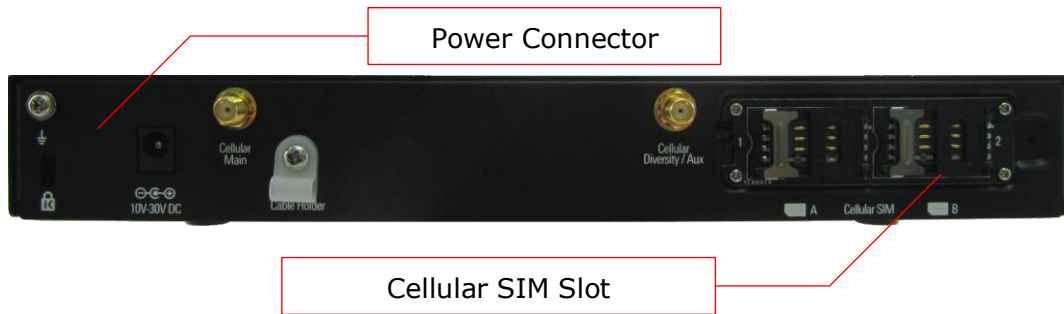 Power Connector
Cellular
Main
Cellular
Diversity / Aux
1
2
10V-30V DC
Cable Holder
A
Cellular SIM
B
Cellular SIM Slot